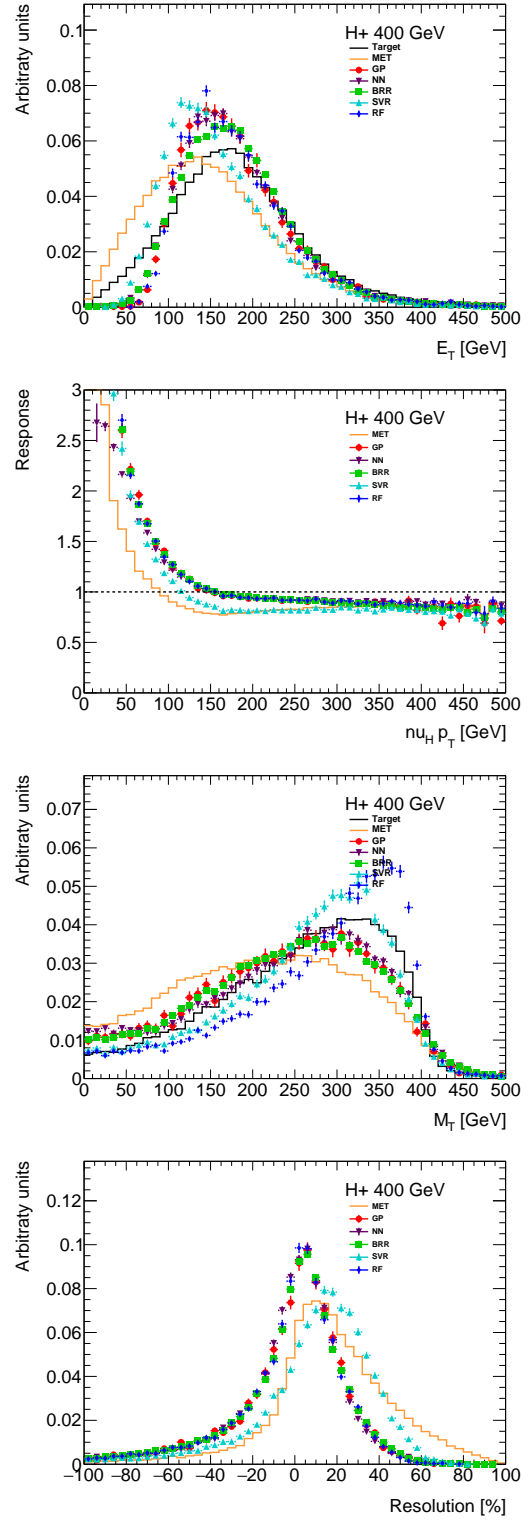 Arbitraty units
0.1
0.08
0.06
0.04
0.02
0
H+ 400 GeV
Target
MET
GP
NN
BRR
SVR
RF
0 50 100 150 200 250 300 350 400 450 500
E_T [GeV]
Response
3
2.5
2
1.5
1
0.5
0
H+ 400 GeV
MET
GP
NN
BRR
SVR
RF
0 50 100 150 200 250 300 350 400 450 500
nu_H p_T [GeV]
Arbitraty units
0.07
0.06
0.05
0.04
0.03
0.02
0.01
0
H+ 400 GeV
Target
MET
GP
NN
BRR
SVR
RF
0 50 100 150 200 250 300 350 400 450 500
M_T [GeV]
Arbitraty units
0.12
0.1
0.08
0.06
0.04
0.02
0
H+ 400 GeV
MET
GP
NN
BRR
SVR
RF
−100 −80 −60 −40 −20 0 20 40 60 80 100
Resolution [%]